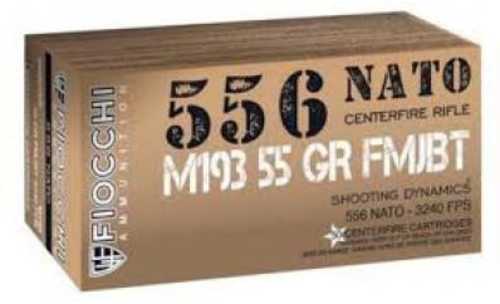 556 NATO
CENTERFIRE RIFLE
M193 55 GR FMJBT
SHOOTING DYNAMICS
556 NATO - 3240 FPS
CENTERFIRE CARTRIDGES
FIOCCHI
AMMUNITION